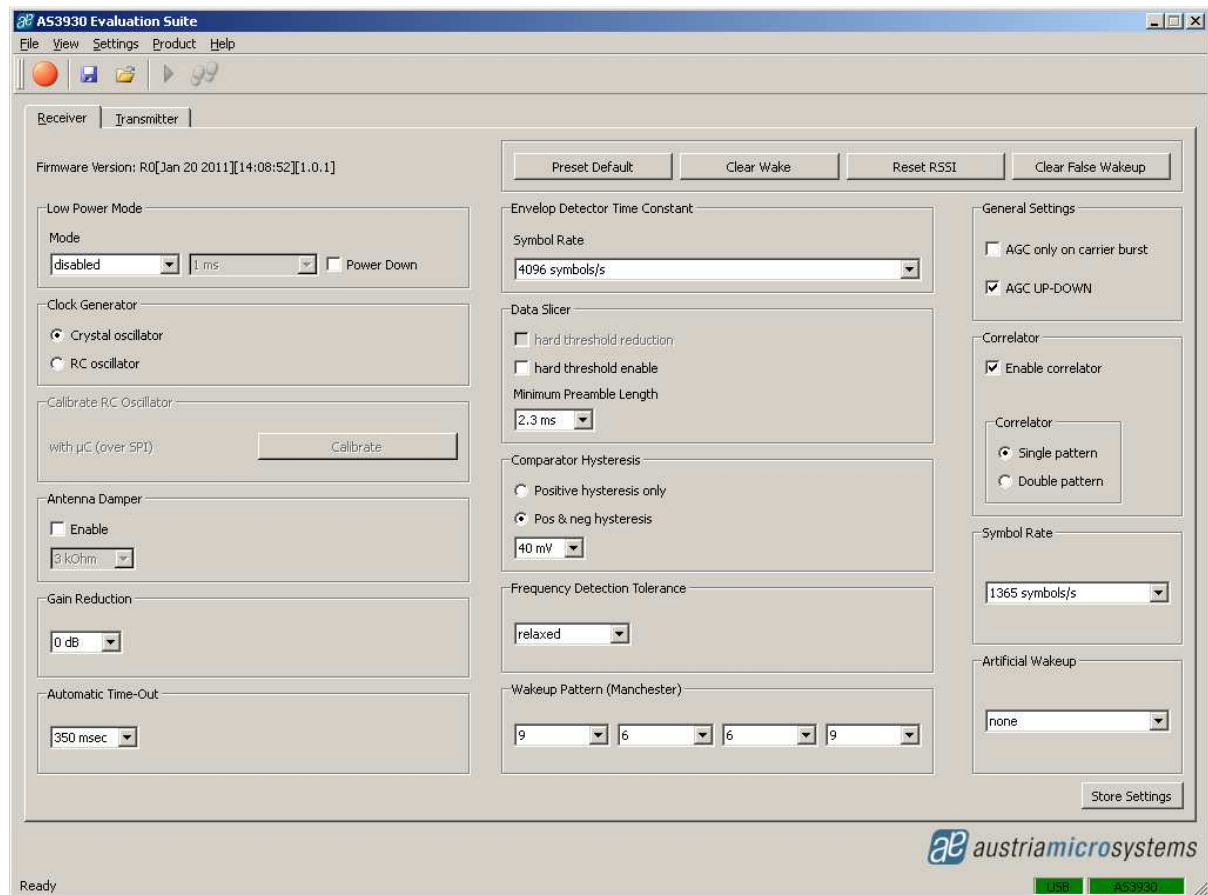 AS3930 Evaluation Suite
File View Settings Product Help
Receiver Transmitter
Firmware Version: R0[Jan 20 2011][14:08:52][1.0.1]
Preset Default Clear Wake Reset RSSI Clear False Wakeup
Low Power Mode
Mode
disabled 1 ms Power Down
Clock Generator
Crystal oscillator
RC oscillator
Calibrate RC Oscillator
with µC (over SPI) Calibrate
Antenna Damper
Enable
3 kOhm
Gain Reduction
0 dB
Automatic Time-Out
350 msec
Envelop Detector Time Constant
Symbol Rate
4096 symbols/s
Data Slicer
hard threshold reduction
hard threshold enable
Minimum Preamble Length
2.3 ms
Comparator Hysteresis
Positive hysteresis only
Pos & neg hysteresis
40 mV
Frequency Detection Tolerance
relaxed
Wakeup Pattern (Manchester)
9 6 6 9
General Settings
AGC only on carrier burst
AGC UP-DOWN
Correlator
Enable correlator
Correlator
Single pattern
Double pattern
Symbol Rate
1365 symbols/s
Artificial Wakeup
none
Store Settings
ae austriamicrosystems
Ready USB AS3930